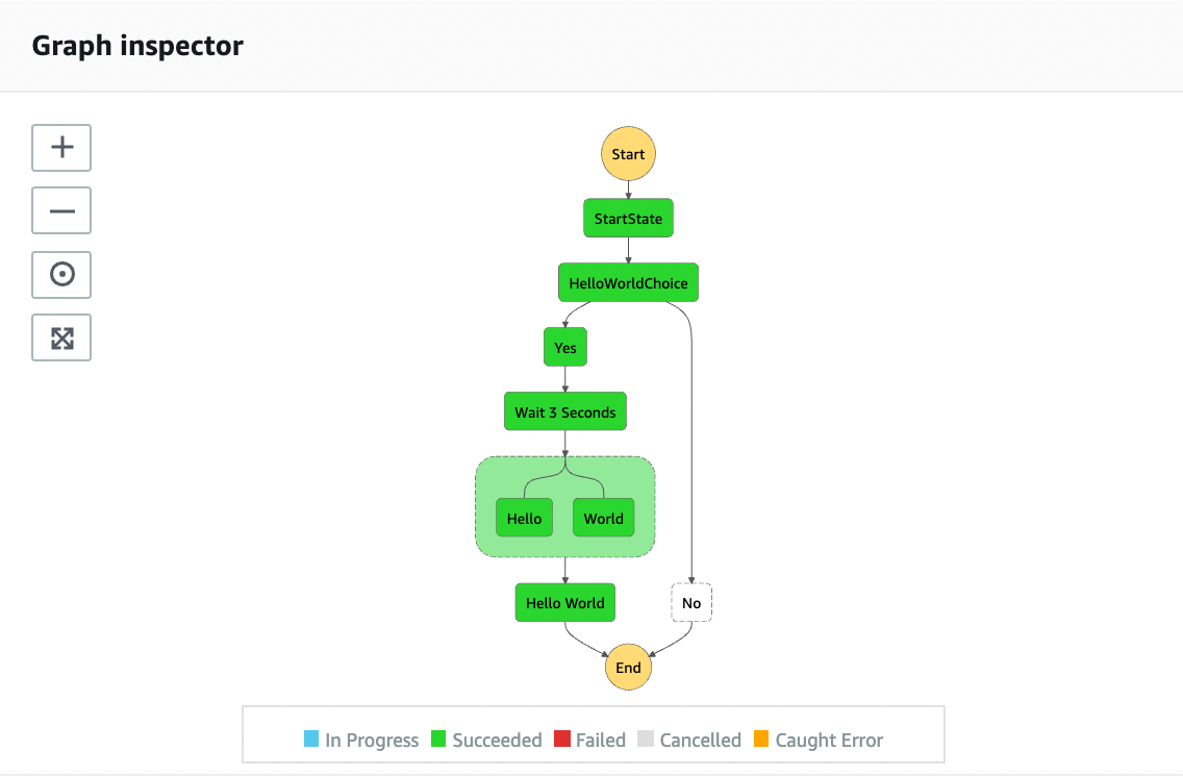 Graph inspector
Start
StartState
HelloWorldChoice
Yes
Wait 3 Seconds
Hello World
Hello World No
End
In Progress Succeeded Failed Cancelled Caught Error